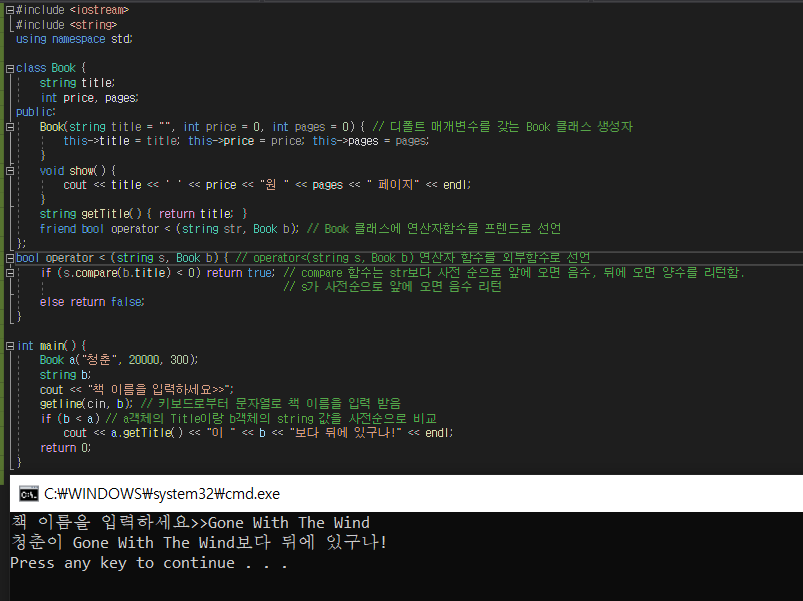 #include <iostream>
#include <string>
using namespace std;
class Book {
string title;
int price, pages;
public:
Book(string title = "", int price = 0, int pages = 0) { // 디폴트 매개변수를 갖는 Book 클래스 생성자
this->title = title; this->price = price; this->pages = pages;
}
void show() {
cout << title << ' ' << price << "원 " << pages << " 페이지" << endl;
}
string getTitle() { return title; }
friend bool operator < (string str, Book b); // Book 클래스에 연산자함수를 프렌드로 선언
};
bool operator < (string s, Book b) { // operator<(string s, Book b) 연산자 함수를 외부함수로 선언
if (s.compare(b.title) < 0) return true; // compare 함수는 str보다 사전 순으로 앞에 오면 음수, 뒤에 오면 양수를 리턴함.
// s가 사전순으로 앞에 오면 음수 리턴
else return false;
}
int main() {
Book a("청춘", 20000, 300);
string b;
cout << "책 이름을 입력하세요>>";
getline(cin, b); // 키보드로부터 문자열로 책 이름을 입력 받음
if (b < a) // a객체의 Title이랑 b객체의 string 값을 사전순으로 비교
cout << a.getTitle() << "이 " << b << "보다 뒤에 있구나!" << endl;
return 0;
}
C:\WINDOWS\system32\cmd.exe
책 이름을 입력하세요>>Gone With The Wind
청춘이 Gone With The Wind보다 뒤에 있구나!
Press any key to continue . . .